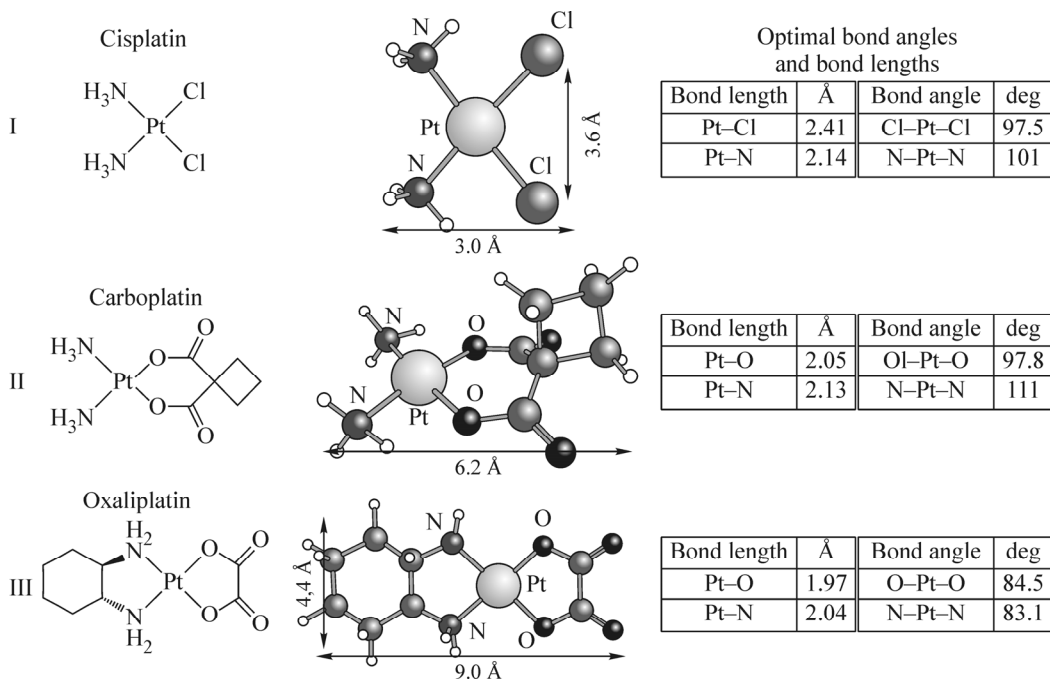 Cisplatin
I
H3N
H3N
Pt
Cl
Cl
N
N
Pt
Cl
Cl
3.6 Å
3.0 Å
Optimal bond angles
and bond lengths
Bond length Å Bond angle deg
Pt–Cl 2.41 Cl–Pt–Cl 97.5
Pt–N 2.14 N–Pt–N 101
Carboplatin
II
H3N
H3N
Pt
O
O
O
O
N
N
Pt
O
O
6.2 Å
Bond length Å Bond angle deg
Pt–O 2.05 Ol–Pt–O 97.8
Pt–N 2.13 N–Pt–N 111
Oxaliplatin
III
H2
N
N
H2
Pt
O
O
O
O
4,4 Å
N
N
Pt
O
O
9.0 Å
Bond length Å Bond angle deg
Pt–O 1.97 O–Pt–O 84.5
Pt–N 2.04 N–Pt–N 83.1